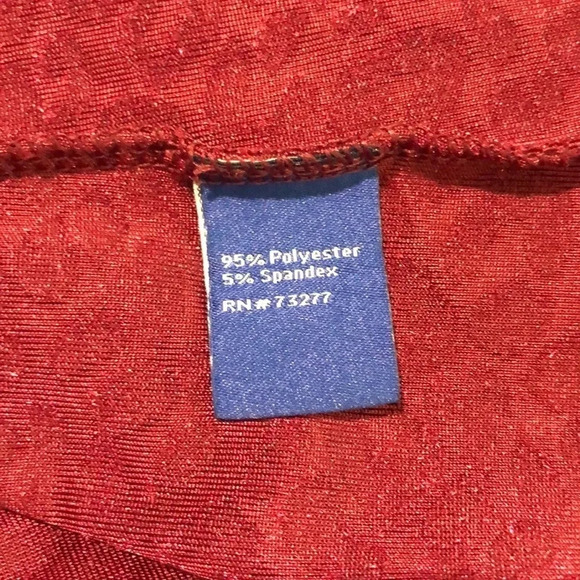 95% Polyester
5% Spandex
RN# 73277